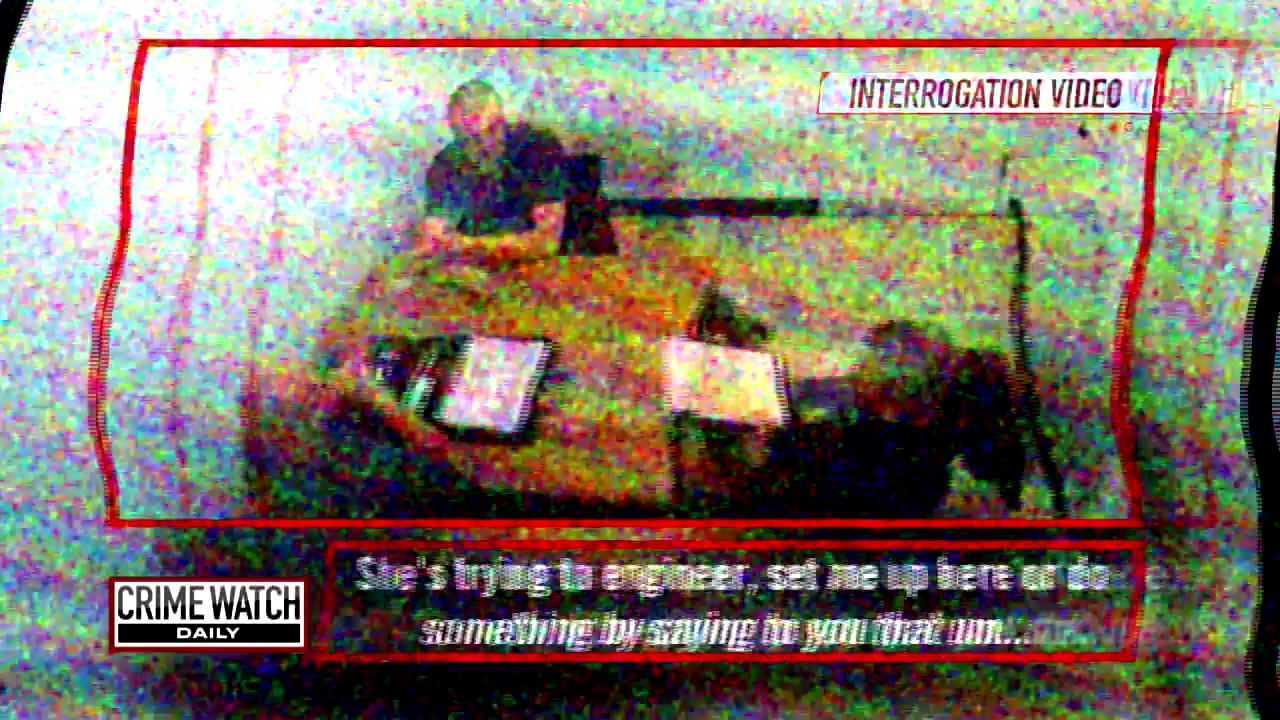 INTERROGATION VIDEO
She's trying to engineer, set me up here or do
something by saying to you that um...
CRIME WATCH
DAILY